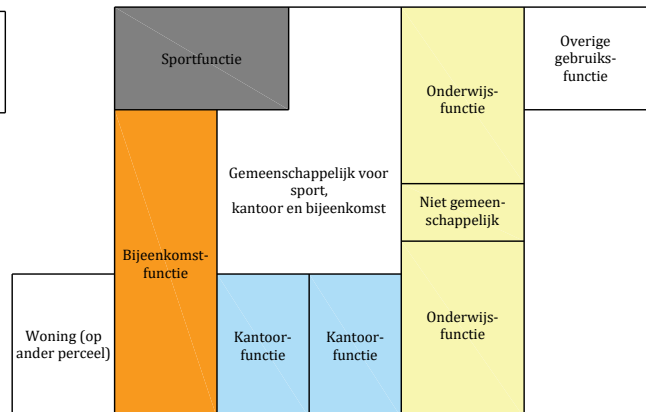 Sportfunctie
Overige
gebruiks-
functie
Onderwijs-
functie
Gemeenschappelijk voor
sport,
kantoor en bijeenkomst
Niet gemeen-
schappelijk
Bijeenkomst-
functie
Onderwijs-
functie
Woning (op
ander perceel)
Kantoor-
functie
Kantoor-
functie